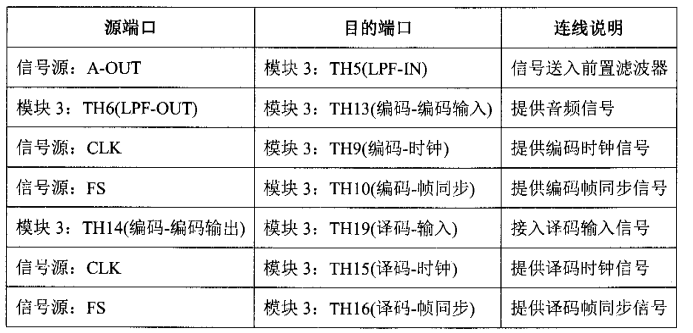 源端口 目的端口 连线说明
信号源：A-OUT 模块 3：TH5(LPF-IN) 信号送入前置滤波器
模块 3：TH6(LPF-OUT) 模块 3：TH13(编码-编码输入) 提供音频信号
信号源：CLK 模块 3：TH9(编码-时钟) 提供编码时钟信号
信号源：FS 模块 3：TH10(编码-帧同步) 提供编码帧同步信号
模块 3：TH14(编码-编码输出) 模块 3：TH19(译码-输入) 接入译码输入信号
信号源：CLK 模块 3：TH15(译码-时钟) 提供译码时钟信号
信号源：FS 模块 3：TH16(译码-帧同步) 提供译码帧同步信号